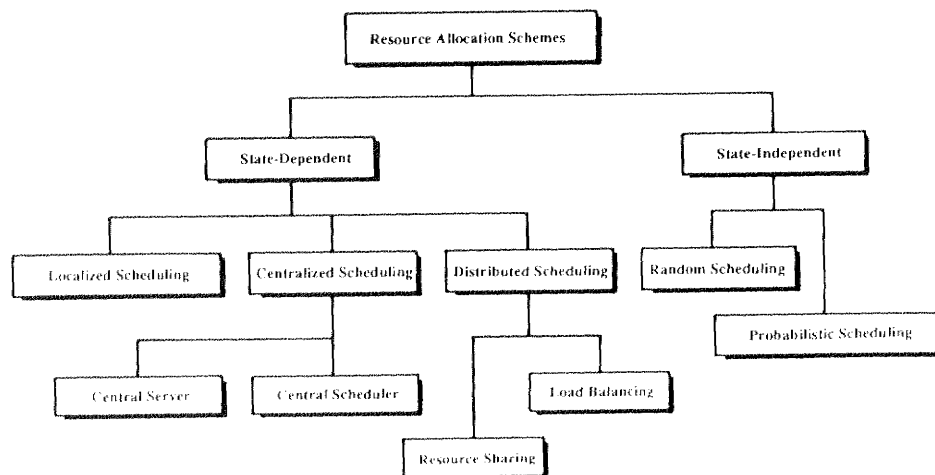 Resource Allocation Schemes
State-Dependent
State-Independent
Localized Scheduling
Centralized Scheduling
Distributed Scheduling
Random Scheduling
Probabilistic Scheduling
Central Server
Central Scheduler
Load Balancing
Resource Sharing